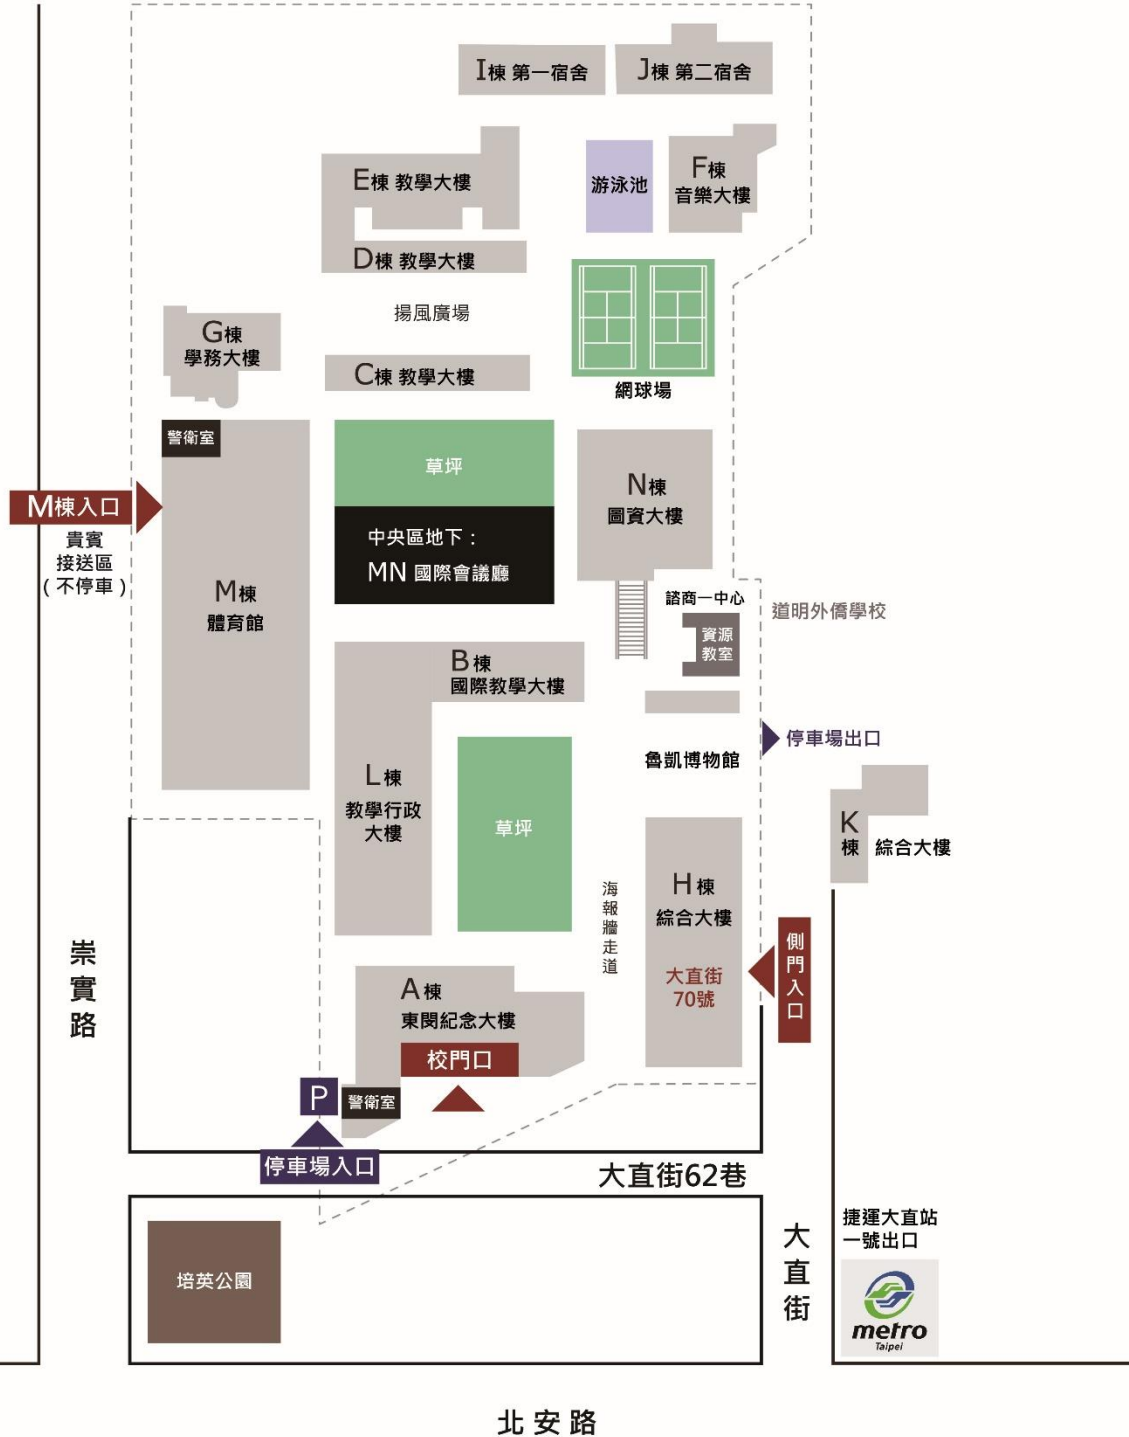 I棟 第一宿舍
J棟 第二宿舍
E棟 教學大樓
游泳池
F棟
音樂大樓
D棟 教學大樓
揚風廣場
G棟
學務大樓
C棟 教學大樓
網球場
警衛室
草坪
M棟入口
貴賓
接送區
（不停車）
N棟
圖資大樓
中央區地下：
MN 國際會議廳
M棟
體育館
諮商一中心
道明外僑學校
資源
教室
B棟
國際教學大樓
停車場出口
魯凱博物館
L棟
教學行政
大樓
草坪
K
棟 綜合大樓
H棟
綜合大樓
海報牆走道
大直街
70號
側門入口
崇實路
A棟
東閔紀念大樓
校門口
P
警衛室
停車場入口
大直街62巷
捷運大直站
一號出口
大直街
培英公園
metro
Taipei
北安路